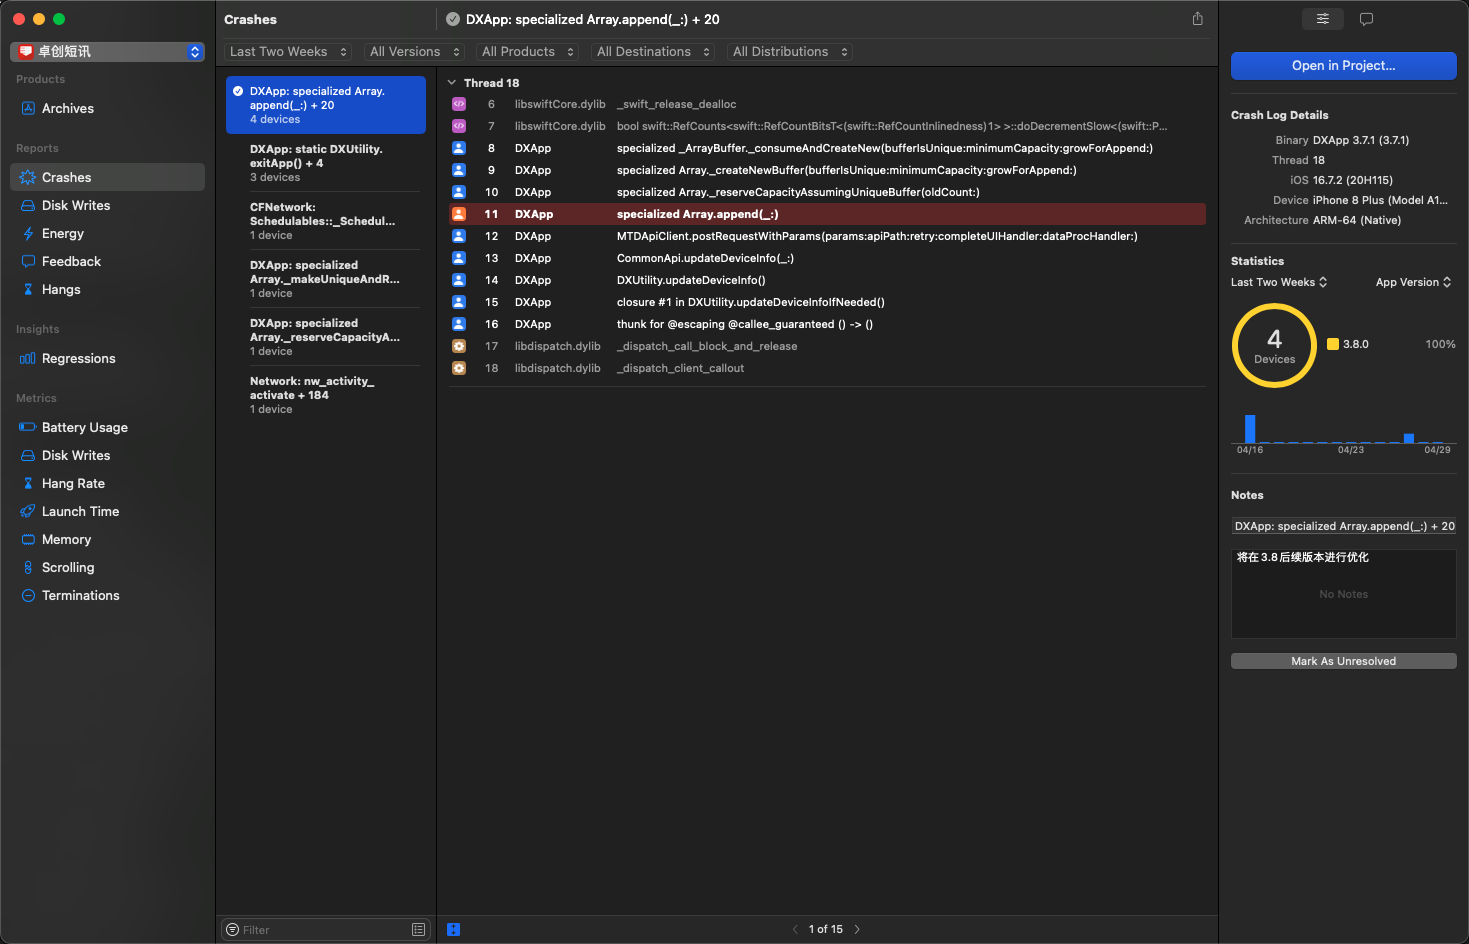 卓创短讯
Products
Archives
Reports
Crashes
Disk Writes
Energy
Feedback
Hangs
Insights
Regressions
Metrics
Battery Usage
Disk Writes
Hang Rate
Launch Time
Memory
Scrolling
Terminations
Crashes
DXApp: specialized Array.append(_:) + 20
Last Two Weeks All Versions All Products All Destinations All Distributions
DXApp: specialized Array.
append(_:) + 20
4 devices
DXApp: static DXUtility.
exitApp() + 4
3 devices
CFNetwork:
Schedulables::_Schedul...
1 device
DXApp: specialized
Array._makeUniqueAndR...
1 device
DXApp: specialized
Array._reserveCapacityA...
1 device
Network: nw_activity_
activate + 184
1 device
Filter
Thread 18
6 libswiftCore.dylib _swift_release_dealloc
7 libswiftCore.dylib bool swift::RefCounts<swift::RefCountBitsT<(swift::RefCountInlinedness)1> >::doDecrementSlow<(swift::P...
8 DXApp specialized _ArrayBuffer._consumeAndCreateNew(bufferIsUnique:minimumCapacity:growForAppend:)
9 DXApp specialized Array._createNewBuffer(bufferIsUnique:minimumCapacity:growForAppend:)
10 DXApp specialized Array._reserveCapacityAssumingUniqueBuffer(oldCount:)
11 DXApp specialized Array.append(_:)
12 DXApp MTDApiClient.postRequestWithParams(params:apiPath:retry:completeUIHandler:dataProcHandler:)
13 DXApp CommonApi.updateDeviceInfo(_:)
14 DXApp DXUtility.updateDeviceInfo()
15 DXApp closure #1 in DXUtility.updateDeviceInfoIfNeeded()
16 DXApp thunk for @escaping @callee_guaranteed () -> ()
17 libdispatch.dylib _dispatch_call_block_and_release
18 libdispatch.dylib _dispatch_client_callout
1 of 15
Open in Project...
Crash Log Details
Binary DXApp 3.7.1 (3.7.1)
Thread 18
iOS 16.7.2 (20H115)
Device iPhone 8 Plus (Model A1...
Architecture ARM-64 (Native)
Statistics
Last Two Weeks App Version
4
Devices
3.8.0 100%
04/16 04/23 04/29
Notes
DXApp: specialized Array.append(_:) + 20
将在3.8后续版本进行优化
No Notes
Mark As Unresolved